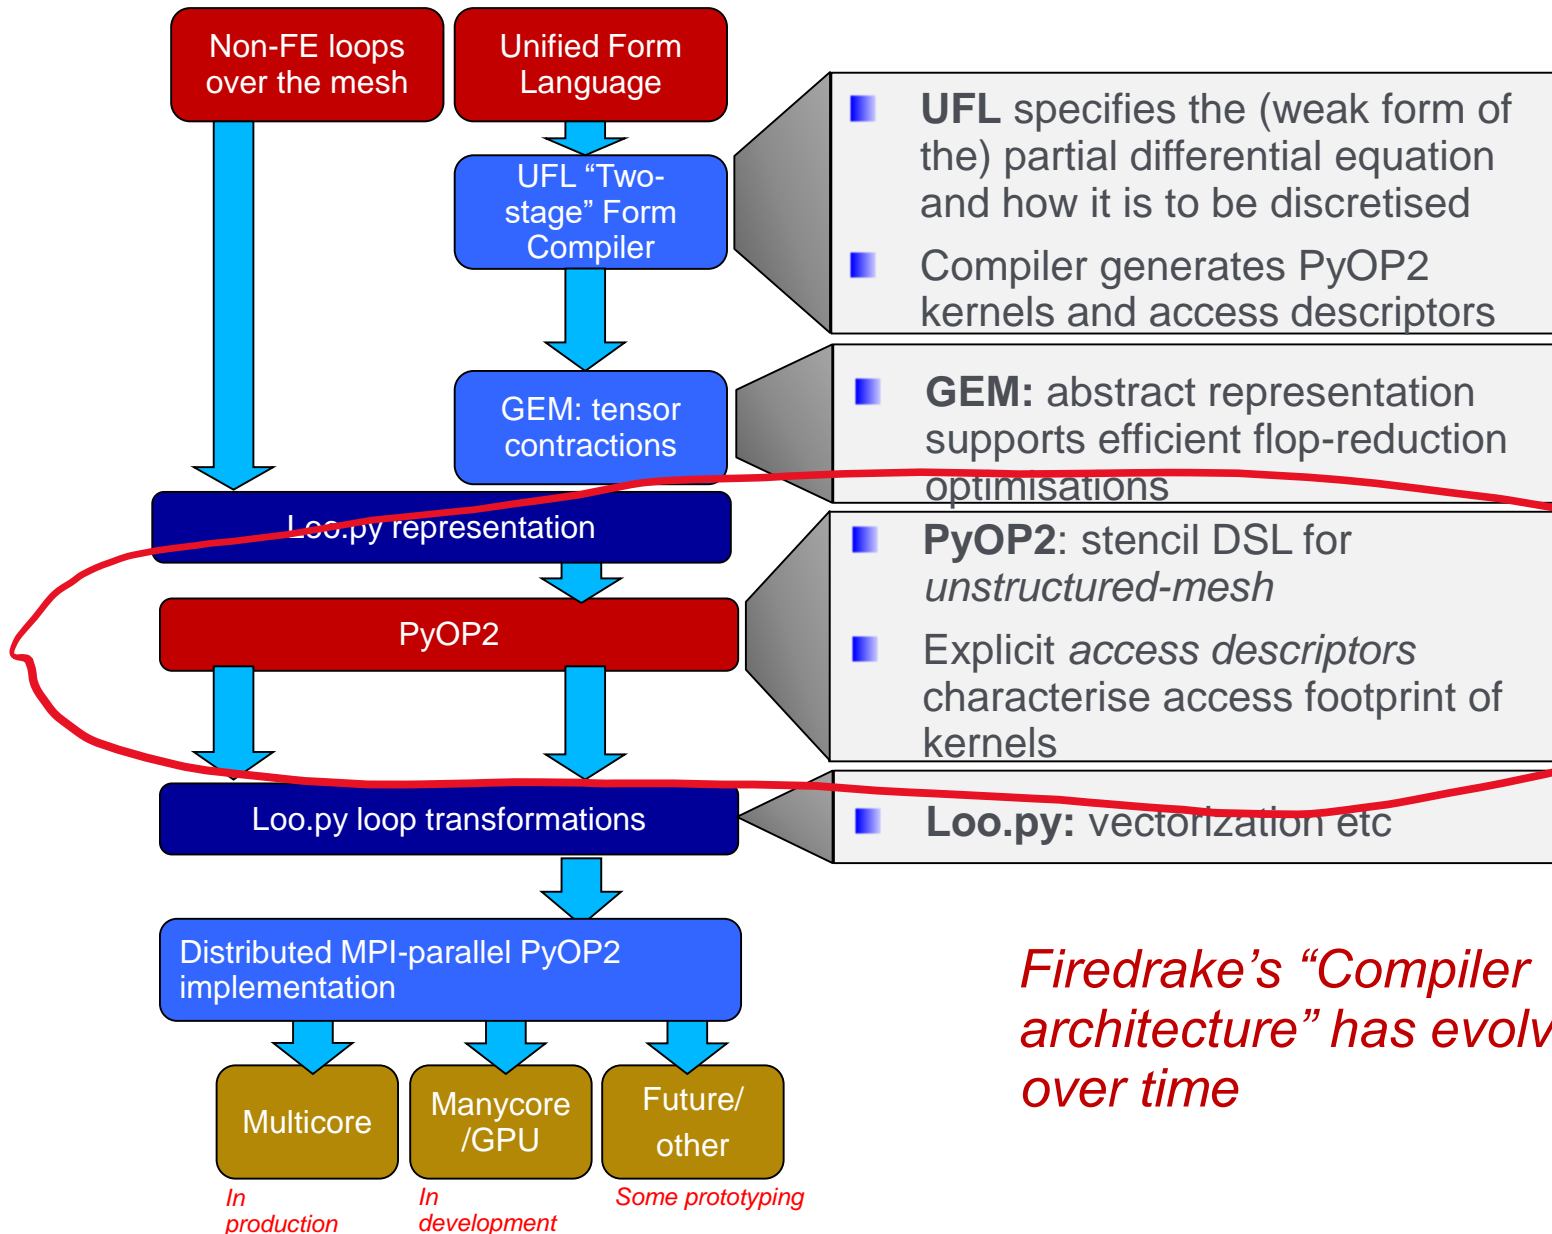 Non-FE loops
over the mesh
Unified Form
Language
UFL “Two-
stage” Form
Compiler
UFL specifies the (weak form of
the) partial differential equation
and how it is to be discretised
Compiler generates PyOP2
kernels and access descriptors
GEM: tensor
contractions
GEM: abstract representation
supports efficient flop-reduction
optimisations
Loo.py representation
PyOP2
PyOP2: stencil DSL for
unstructured-mesh
Explicit access descriptors
characterise access footprint of
kernels
Loo.py loop transformations
Loo.py: vectorization etc
Distributed MPI-parallel PyOP2
implementation
Firedrake’s “Compiler
architecture” has evolv
over time
Multicore
Manycore
/GPU
Future/
other
In
production
In
development
Some prototyping